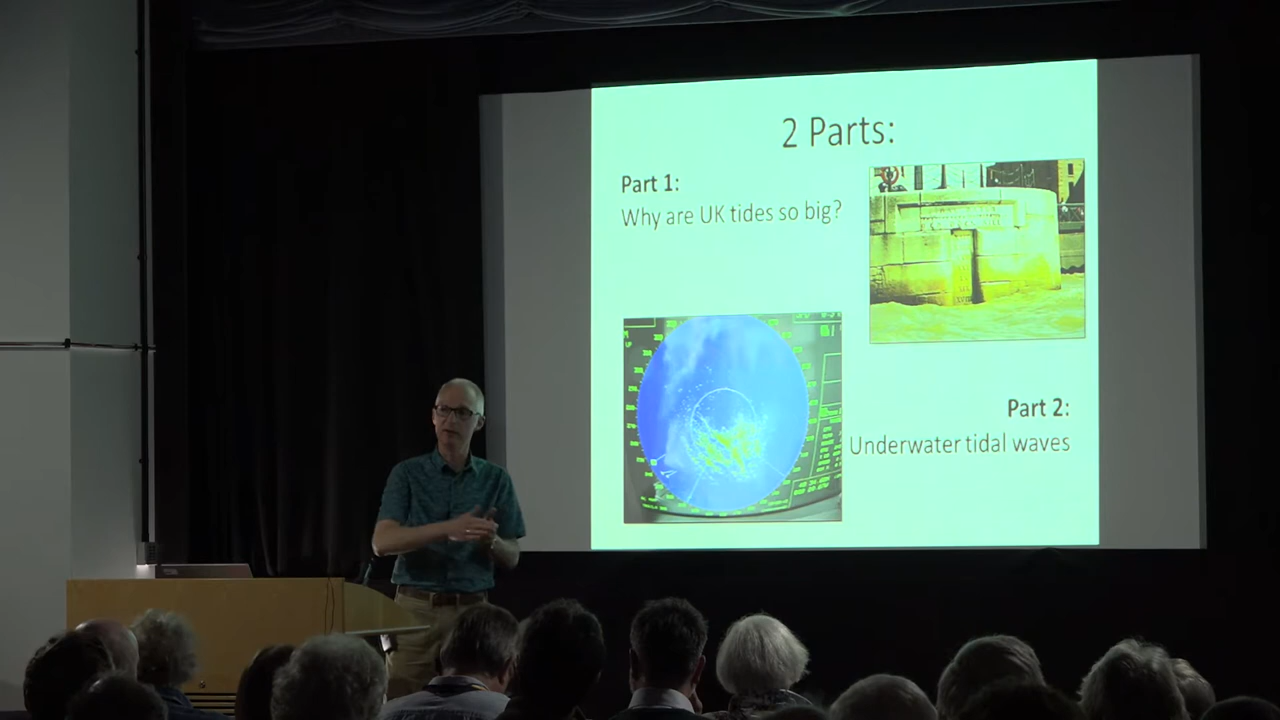 2 Parts:
Part 1:
Why are UK tides so big?
Part 2:
Underwater tidal waves